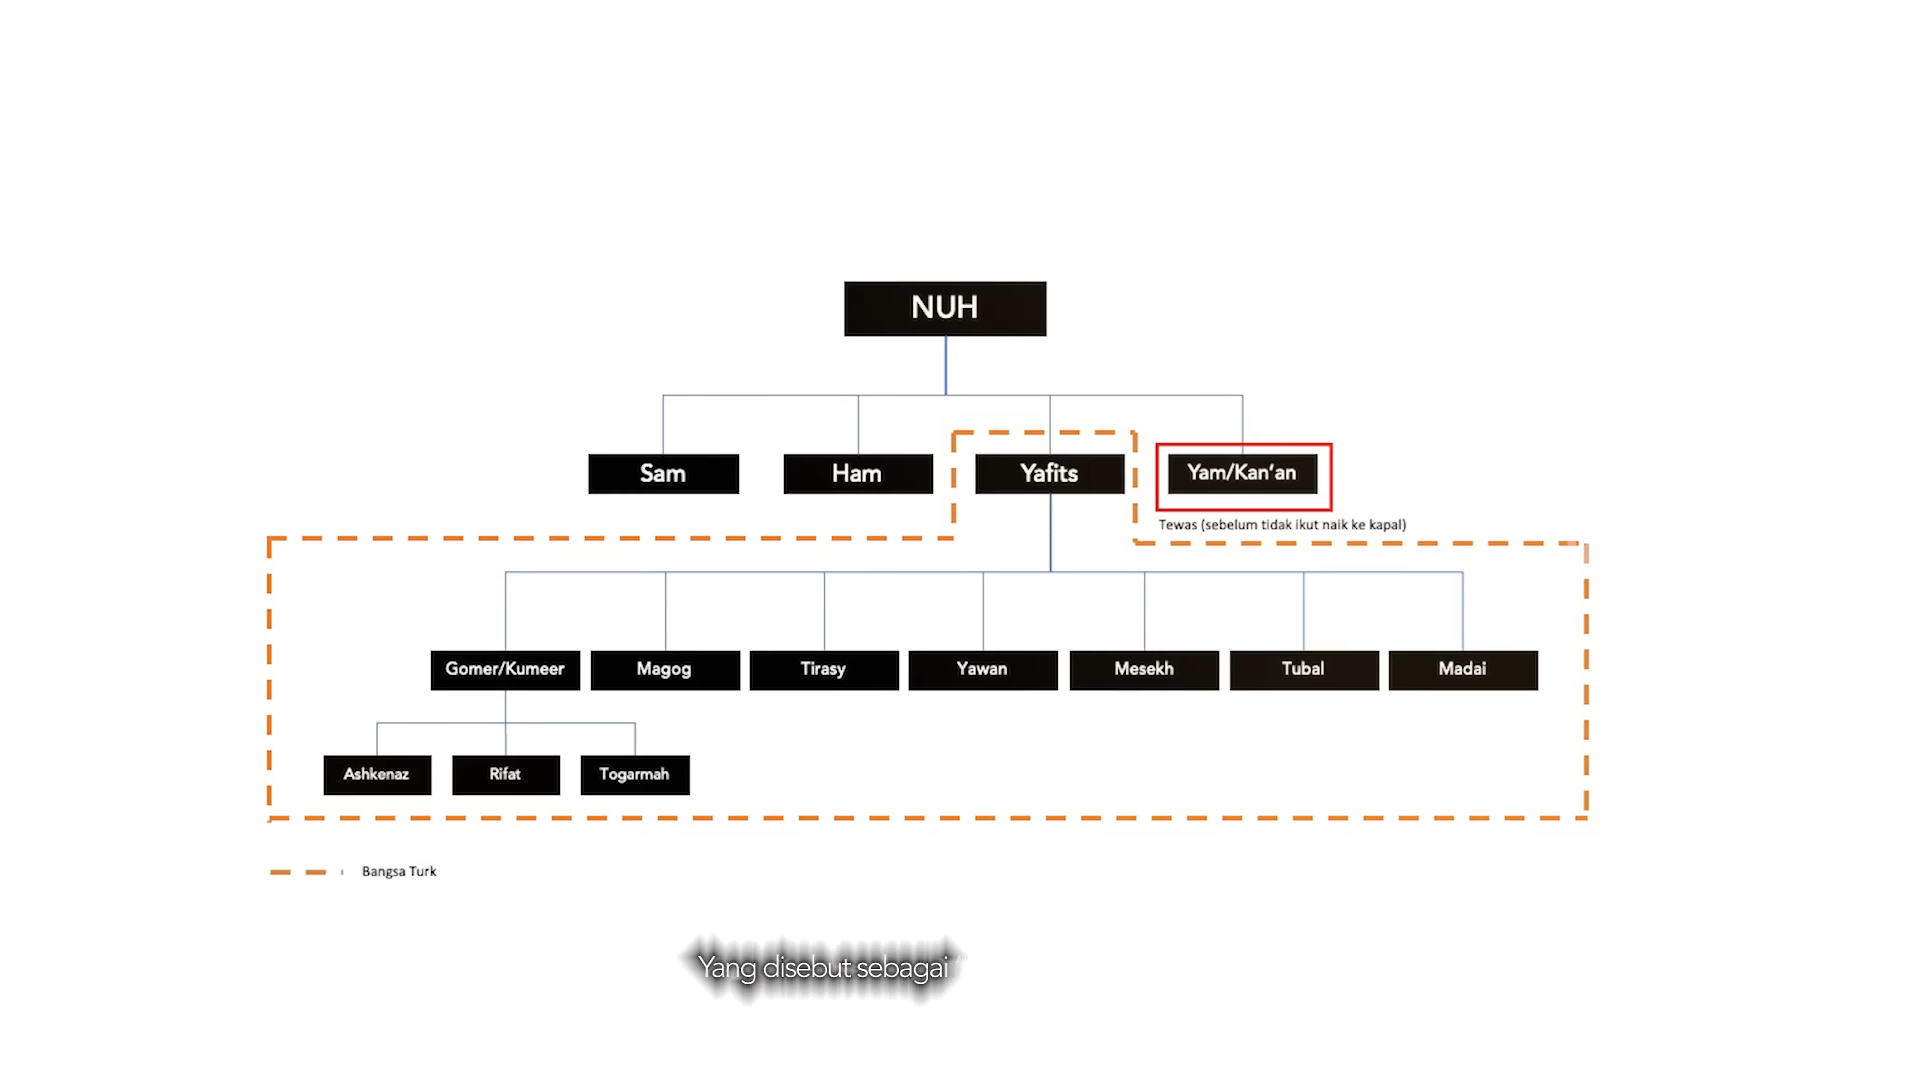 NUH
Sam
Ham
Yafits
Yam/Kan‘an
Tewas (sebelum tidak ikut naik ke kapal)
Gomer/Kumeer
Magog
Tirasy
Yawan
Mesekh
Tubal
Madai
Ashkenaz
Rifat
Togarmah
Bangsa Turk
Yang disebut sebagai